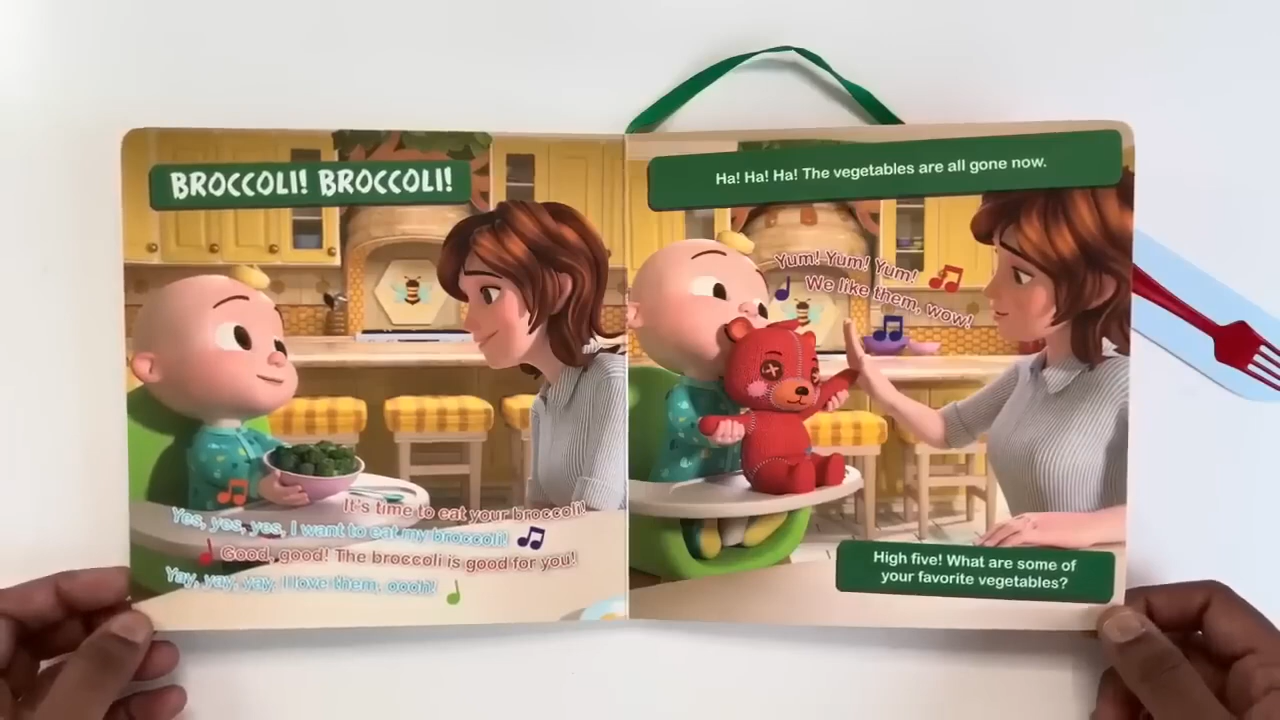 BROCCOLI! BROCCOLI!
It's time to eat your broccoli!
Yes, yes, yes, I want to eat my broccoli!
Good, good! The broccoli is good for you!
Yay, yay, yay, I love them, oooh!
Ha! Ha! Ha! The vegetables are all gone now.
Yum! Yum! Yum!
We like them, wow!
High five! What are some of
your favorite vegetables?